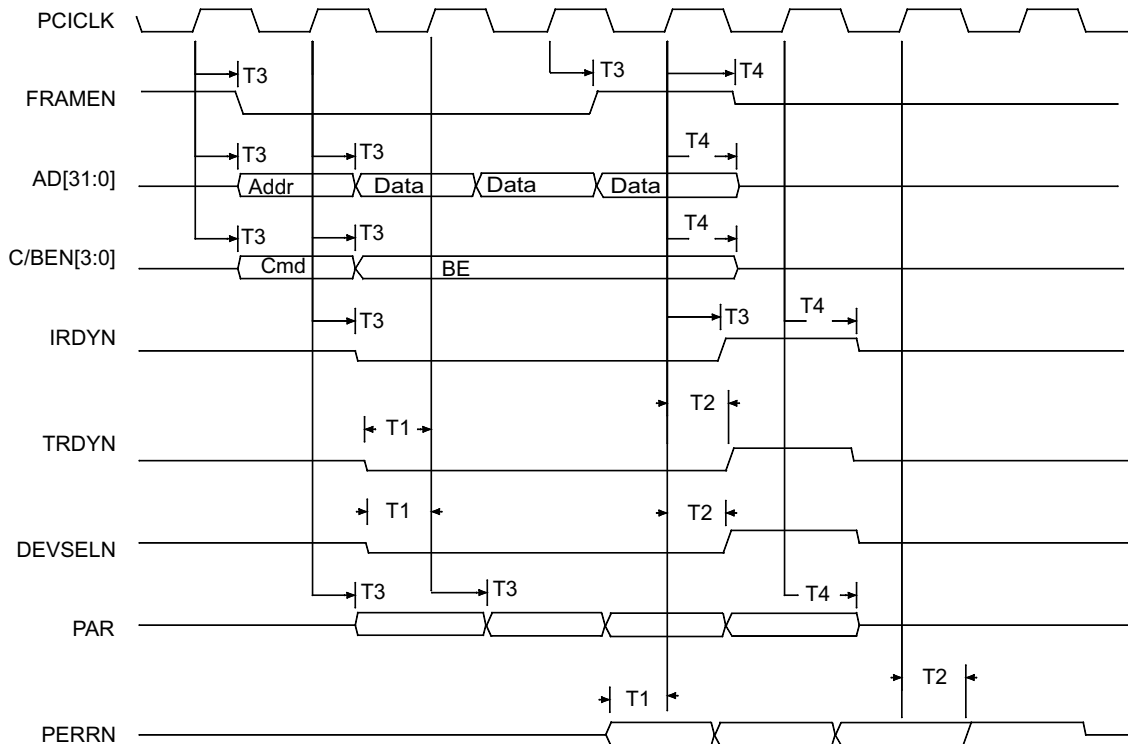 PCICLK
T3 T3 T4
FRAMEN
T3 T3 T4
AD[31:0] Addr Data Data Data
T3 T3 T4
C/BEN[3:0] Cmd BE
T3 T3 T4
IRDYN
T1 T2
TRDYN
T1 T2
DEVSELN
T3 T3 T4
PAR
T1 T2
PERRN